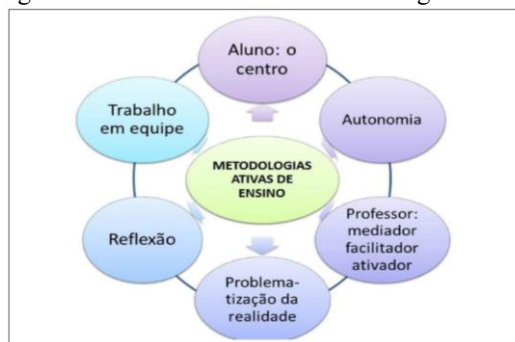 Aluno: o
centro
Autonomia
Professor:
mediador
facilitador
ativador
Problema-
tização da
realidade
Reflexão
Trabalho
em equipe
METODOLOGIAS
ATIVAS DE
ENSINO